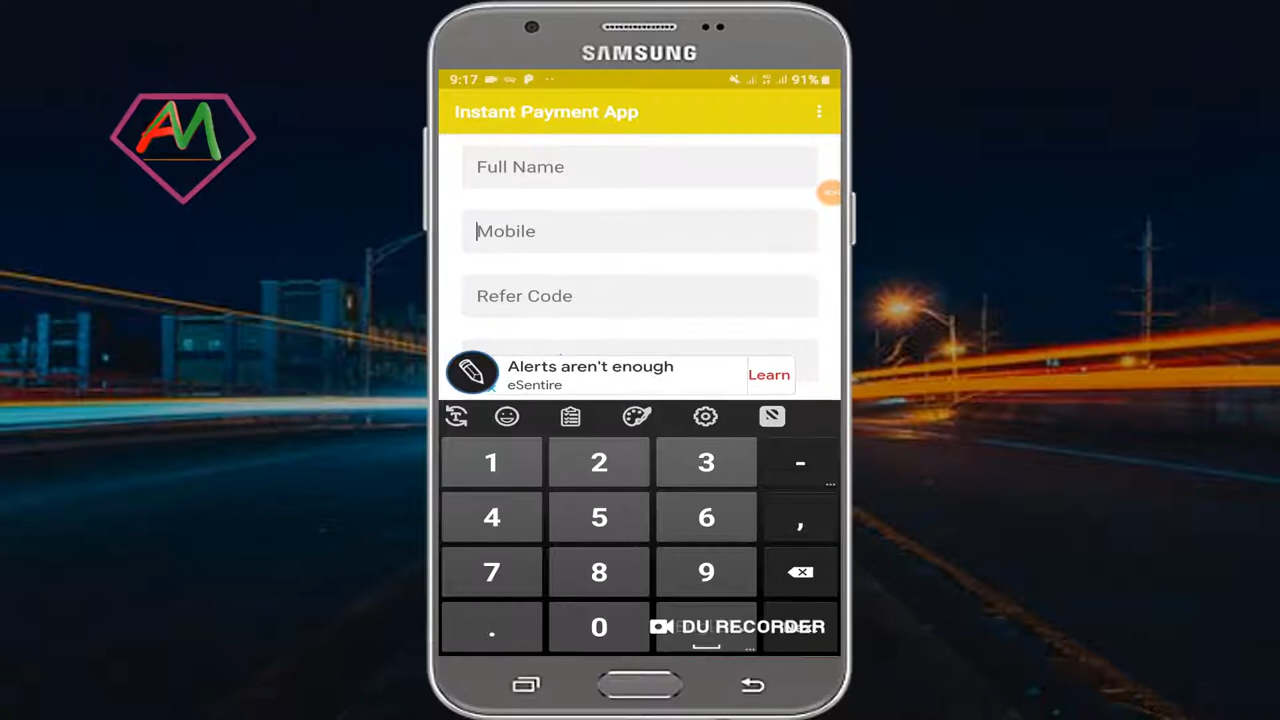 AM
SAMSUNG
9:17
91%
Instant Payment App
Full Name
Mobile
Refer Code
Alerts aren't enough
eSentire
Learn
1 2 3 -
4 5 6 ,
7 8 9
. 0
DU RECORDER